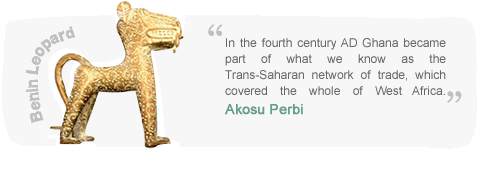 Benin Leopard
“In the fourth century AD Ghana became
part of what we know as the
Trans-Saharan network of trade, which
covered the whole of West Africa.”
Akosu Perbi